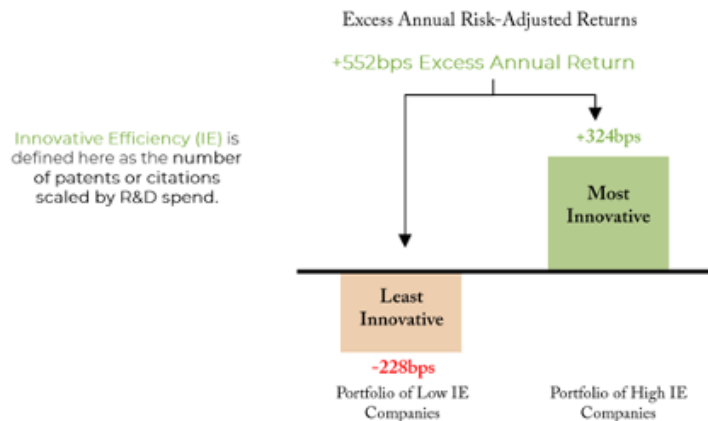 Excess Annual Risk-Adjusted Returns
+552bps Excess Annual Return
Innovative Efficiency (IE) is
defined here as the number
of patents or citations
scaled by R&D spend.
+324bps
Most
Innovative
Least
Innovative
-228bps
Portfolio of Low IE
Companies
Portfolio of High IE
Companies